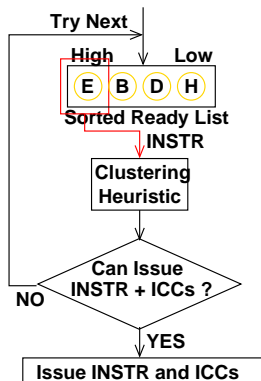 Try Next
High Low
E B D H
Sorted Ready List
INSTR
Clustering
Heuristic
Can Issue
INSTR + ICCs ?
NO
YES
Issue INSTR and ICCs